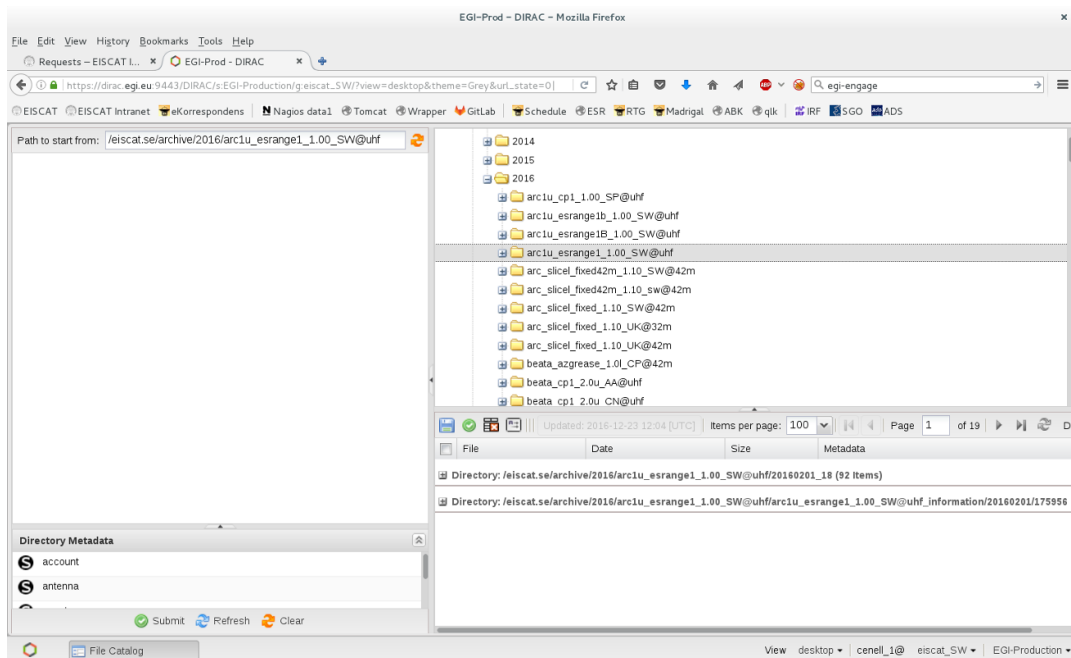 EGI-Prod - DIRAC - Mozilla Firefox
File Edit View History Bookmarks Tools Help
Requests – EISCAT I... EGI-Prod - DIRAC
https://dirac.egi.eu:9443/DIRAC/s:EGI-Production/g:eiscat_SW/?view=desktop&theme=Grey&url_state=0| egi-engage
EISCAT EISCAT Intranet eKorrespondens Nagios data1 Tomcat Wrapper GitLab Schedule ESR RTG Madrigal ABK qlk IRF SGO ADS
Path to start from: /eiscat.se/archive/2016/arc1u_esrange1_1.00_SW@uhf
2014
2015
2016
arc1u_cp1_1.00_SP@uhf
arc1u_esrange1b_1.00_SW@uhf
arc1u_esrange1B_1.00_SW@uhf
arc1u_esrange1_1.00_SW@uhf
arc_slicel_fixed42m_1.10_SW@42m
arc_slicel_fixed42m_1.10_sw@42m
arc_slicel_fixed_1.10_SW@42m
arc_slicel_fixed_1.10_UK@32m
arc_slicel_fixed_1.10_UK@42m
beata_azgrease_1.0l_CP@42m
beata_cp1_2.0u_AA@uhf
beata_cp1_2.0u_CN@uhf
Updated: 2016-12-23 12:04 [UTC] Items per page: 100 Page 1 of 19 D
File Date Size Metadata
Directory: /eiscat.se/archive/2016/arc1u_esrange1_1.00_SW@uhf/20160201_18 (92 Items)
Directory: /eiscat.se/archive/2016/arc1u_esrange1_1.00_SW@uhf/arc1u_esrange1_1.00_SW@uhf_information/20160201/175956
Directory Metadata
S account
S antenna
Submit Refresh Clear
File Catalog View desktop cenell_1@ eiscat_SW EGI-Production